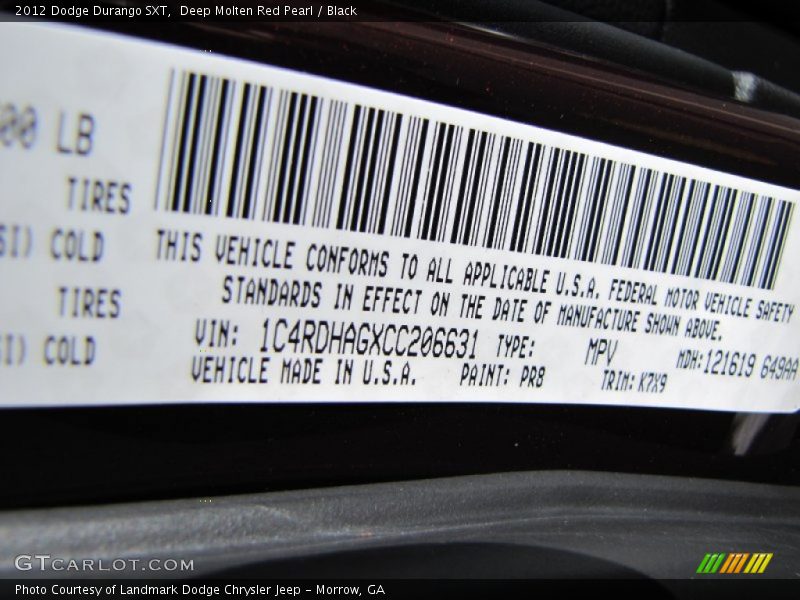 2012 Dodge Durango SXT, Deep Molten Red Pearl / Black
00 LB
TIRES
SI) COLD
TIRES
SI) COLD
THIS VEHICLE CONFORMS TO ALL APPLICABLE U.S.A. FEDERAL MOTOR VEHICLE SAFETY
STANDARDS IN EFFECT ON THE DATE OF MANUFACTURE SHOWN ABOVE.
VIN: 1C4RDHAGXCC206631 TYPE: MPV MDH:121619 649AA
VEHICLE MADE IN U.S.A. PAINT: PR8 TRIM: K7X9
GTCARLOT.COM
Photo Courtesy of Landmark Dodge Chrysler Jeep - Morrow, GA